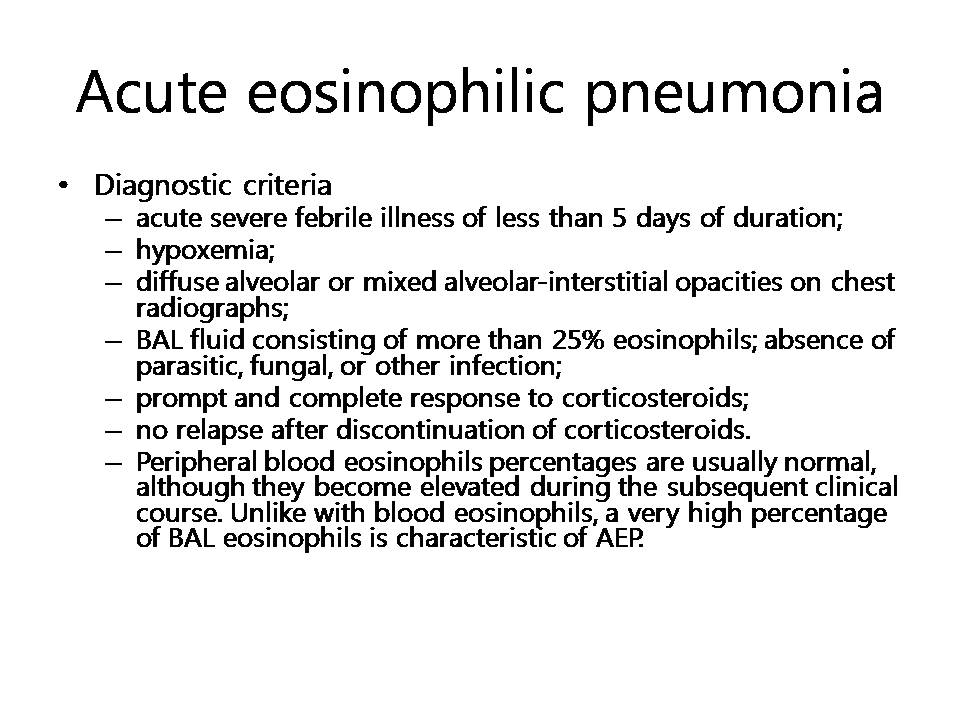 Acute eosinophilic pneumonia
• Diagnostic criteria
– acute severe febrile illness of less than 5 days of duration;
– hypoxemia;
– diffuse alveolar or mixed alveolar-interstitial opacities on chest
radiographs;
– BAL fluid consisting of more than 25% eosinophils; absence of
parasitic, fungal, or other infection;
– prompt and complete response to corticosteroids;
– no relapse after discontinuation of corticosteroids.
– Peripheral blood eosinophils percentages are usually normal,
although they become elevated during the subsequent clinical
course. Unlike with blood eosinophils, a very high percentage
of BAL eosinophils is characteristic of AEP.